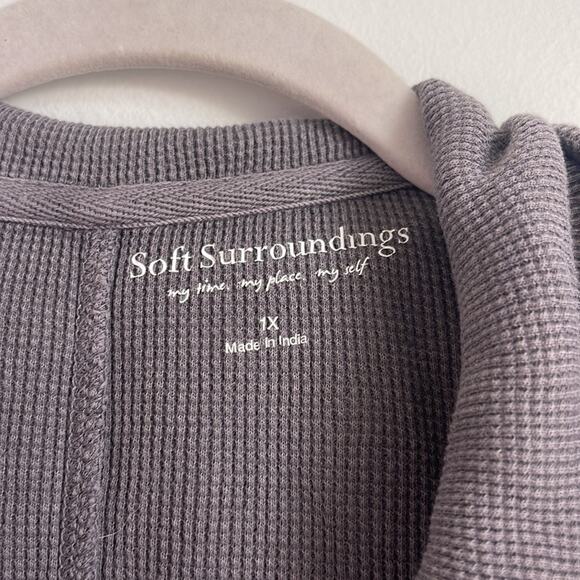 Soft Surroundings
my time. my place. my self
1X
Made In India